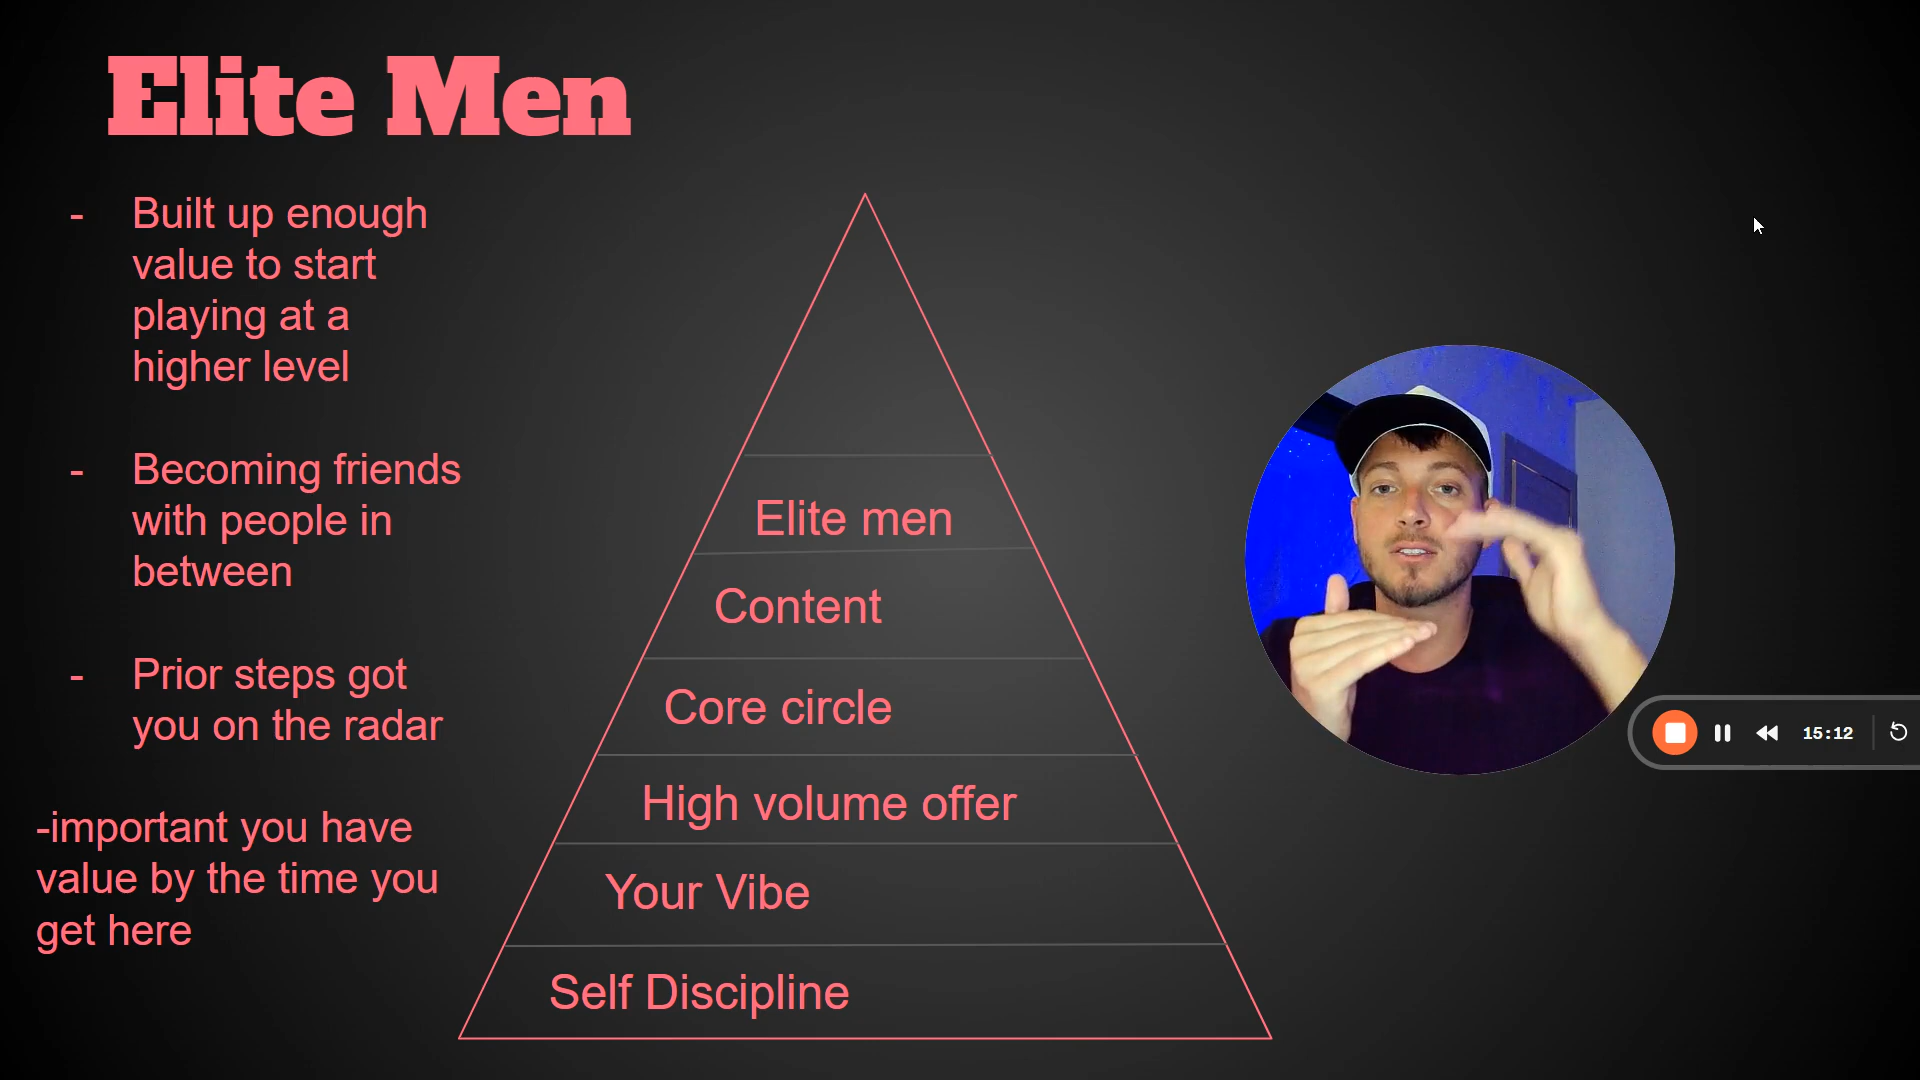 Elite Men
- Built up enough
value to start
playing at a
higher level
- Becoming friends
with people in
between
- Prior steps got
you on the radar
-important you have
value by the time you
get here
Elite men
Content
Core circle
High volume offer
Your Vibe
Self Discipline
15:12